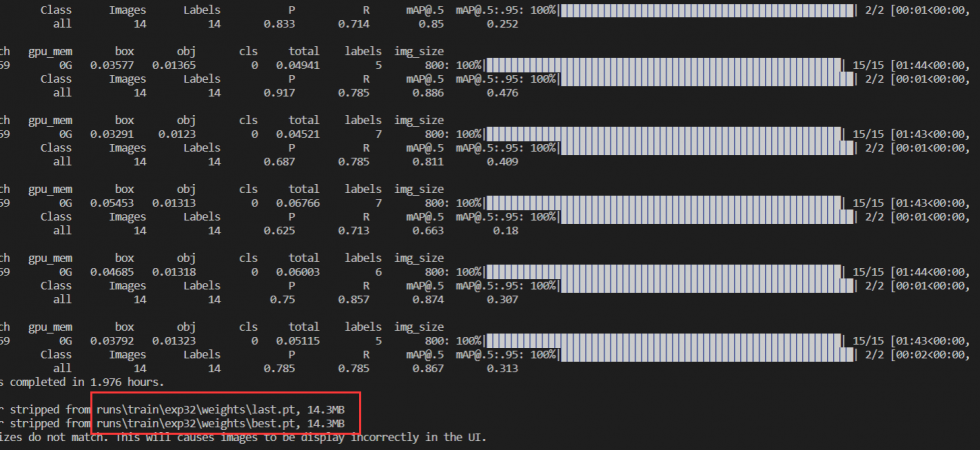 Class Images Labels P R mAP@.5 mAP@.5:.95: 100%| | 2/2 [00:01<00:00,
all 14 14 0.833 0.714 0.85 0.252
ch gpu_mem box obj cls total labels img_size
59 0G 0.03577 0.01365 0 0.04941 5 800: 100%| | 15/15 [01:44<00:00,
Class Images Labels P R mAP@.5 mAP@.5:.95: 100%| | 2/2 [00:01<00:00,
all 14 14 0.917 0.785 0.886 0.476
ch gpu_mem box obj cls total labels img_size
59 0G 0.03291 0.0123 0 0.04521 7 800: 100%| | 15/15 [01:43<00:00,
Class Images Labels P R mAP@.5 mAP@.5:.95: 100%| | 2/2 [00:01<00:00,
all 14 14 0.687 0.785 0.811 0.409
ch gpu_mem box obj cls total labels img_size
59 0G 0.05453 0.01313 0 0.06766 7 800: 100%| | 15/15 [01:43<00:00,
Class Images Labels P R mAP@.5 mAP@.5:.95: 100%| | 2/2 [00:01<00:00,
all 14 14 0.625 0.713 0.663 0.18
ch gpu_mem box obj cls total labels img_size
59 0G 0.04685 0.01318 0 0.06003 6 800: 100%| | 15/15 [01:44<00:00,
Class Images Labels P R mAP@.5 mAP@.5:.95: 100%| | 2/2 [00:01<00:00,
all 14 14 0.75 0.857 0.874 0.307
ch gpu_mem box obj cls total labels img_size
59 0G 0.03792 0.01323 0 0.05115 5 800: 100%| | 15/15 [01:43<00:00,
Class Images Labels P R mAP@.5 mAP@.5:.95: 100%| | 2/2 [00:02<00:00,
all 14 14 0.785 0.785 0.867 0.313
s completed in 1.976 hours.
r stripped from runs\train\exp32\weights\last.pt, 14.3MB
r stripped from runs\train\exp32\weights\best.pt, 14.3MB
izes do not match. This will causes images to be display incorrectly in the UI.